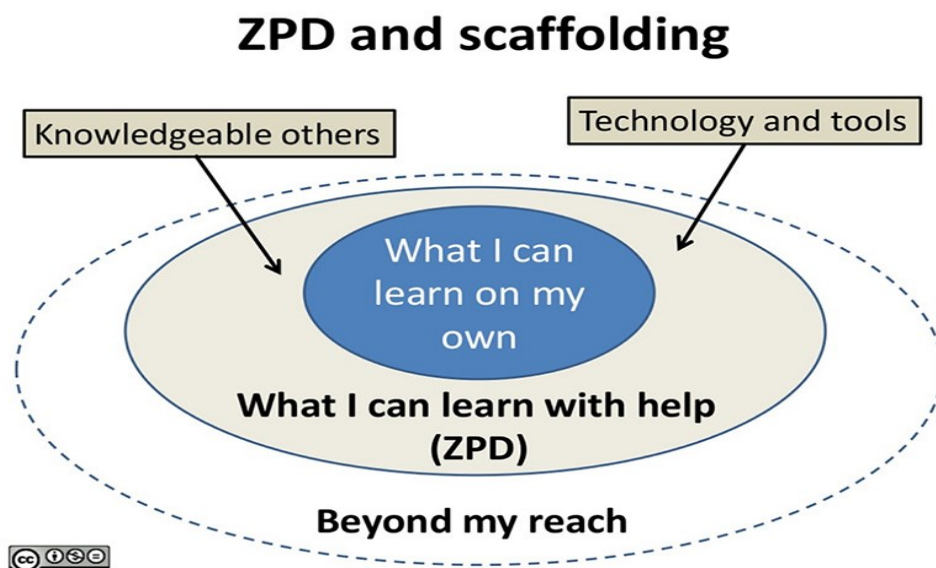 ZPD and scaffolding
Knowledgeable others
Technology and tools
What I can
learn on my
own
What I can learn with help
(ZPD)
Beyond my reach
cc